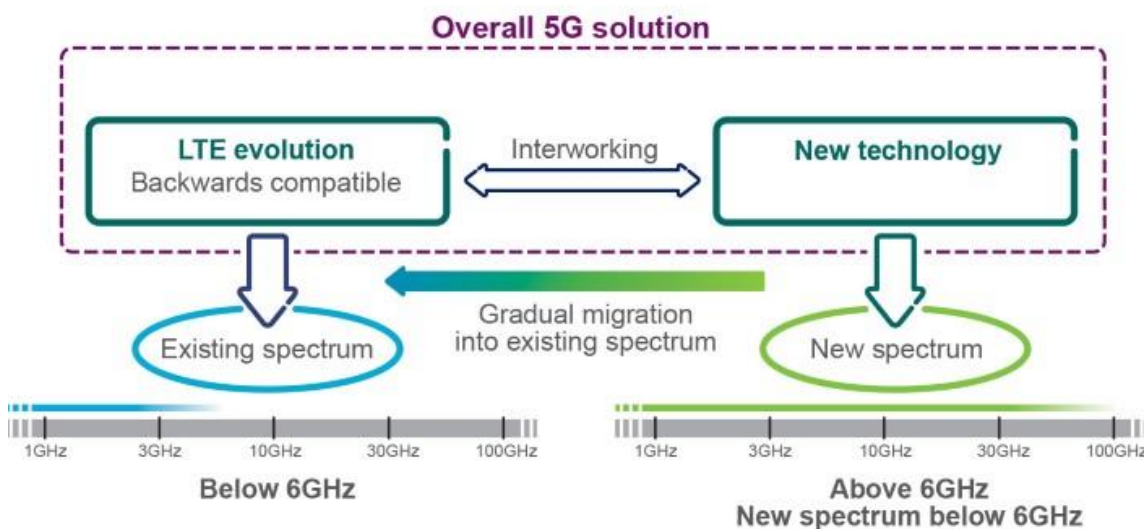 Overall 5G solution
LTE evolution
Backwards compatible
Interworking
New technology
Gradual migration
into existing spectrum
Existing spectrum
New spectrum
1GHz 3GHz 10GHz 30GHz 100GHz
1GHz 3GHz 10GHz 30GHz 100GHz
Below 6GHz
Above 6GHz
New spectrum below 6GHz